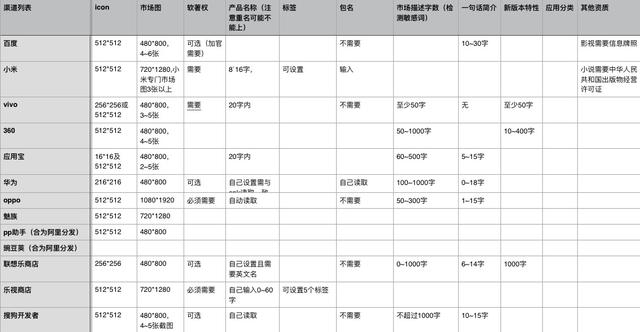 渠道列表 icon 市场图 软著权 产品名称（注意重名可能不能上） 标签 包名 市场描述字数（检测敏感词） 一句话简介 新版本特性 应用分类 其他资质
百度 512*512 480*800，4~6张 可选（加官需要） 不需要 10~30字 影视需要信息牌照
小米 512*512 720*1280,小米专门市场图3张以上 需要 8~16字, 可设置 输入 小说需要中华人民共和国出版物经营许可证
vivo 256*256或512*512 480*800，3~5张 需要 20字内 不需要 至少50字 无 至少50字
360 512*512 480*800，4~5张 50~1000字 10~400字
应用宝 16*16及512*512 480*800，2~5张 20字内 60~500字 5~15字
华为 216*216 480*800 可选 自己设置需与 自己读取 100~1000字 0~18字
oppo 512*512 1080*1920 必须需要 自动读取 不需要 50~300字 1~15字
魅族 512*512 720*1280
pp助手（合为阿里分发） 512*512 480*800
豌豆荚（合为阿里分发）
联想乐商店 256*256 480*800 可选 自己设置且需要英文名 不需要 0~1000字 6~14字 1000字
乐视商店 512*512 720*1280 必须需要 自己输入0~60字 可设置5个标签
搜狗开发者 512*512 480*800，4~5张截图 可选 自己读取 不需要 不超过1000字 10~15字